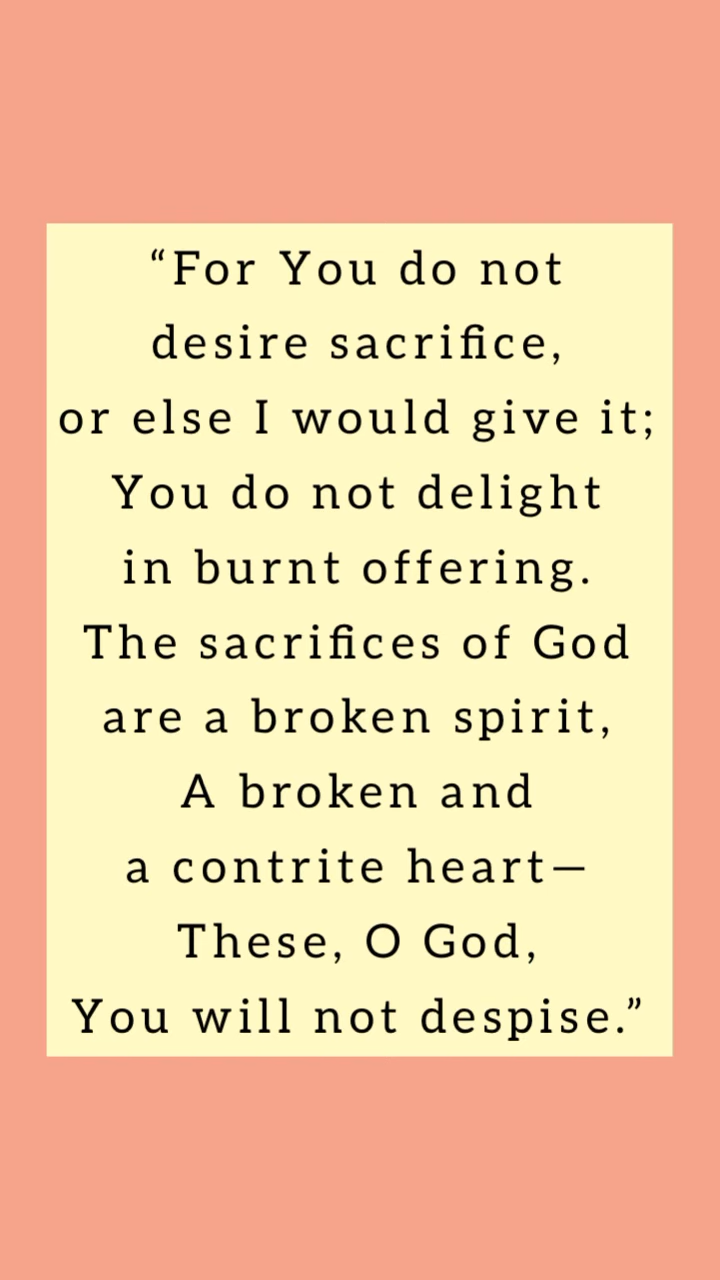 “For You do not
desire sacrifice,
or else I would give it;
You do not delight
in burnt offering.
The sacrifices of God
are a broken spirit,
A broken and
a contrite heart—
These, O God,
You will not despise.”